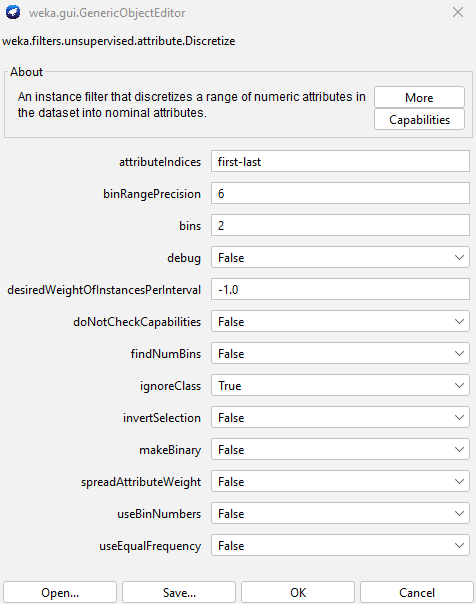 weka.gui.GenericObjectEditor
weka.filters.unsupervised.attribute.Discretize
About
An instance filter that discretizes a range of numeric attributes in
the dataset into nominal attributes.
More
Capabilities
attributeIndices first-last
binRangePrecision 6
bins 2
debug False
desiredWeightOfInstancesPerInterval -1.0
doNotCheckCapabilities False
findNumBins False
ignoreClass True
invertSelection False
makeBinary False
spreadAttributeWeight False
useBinNumbers False
useEqualFrequency False
Open... Save... OK Cancel